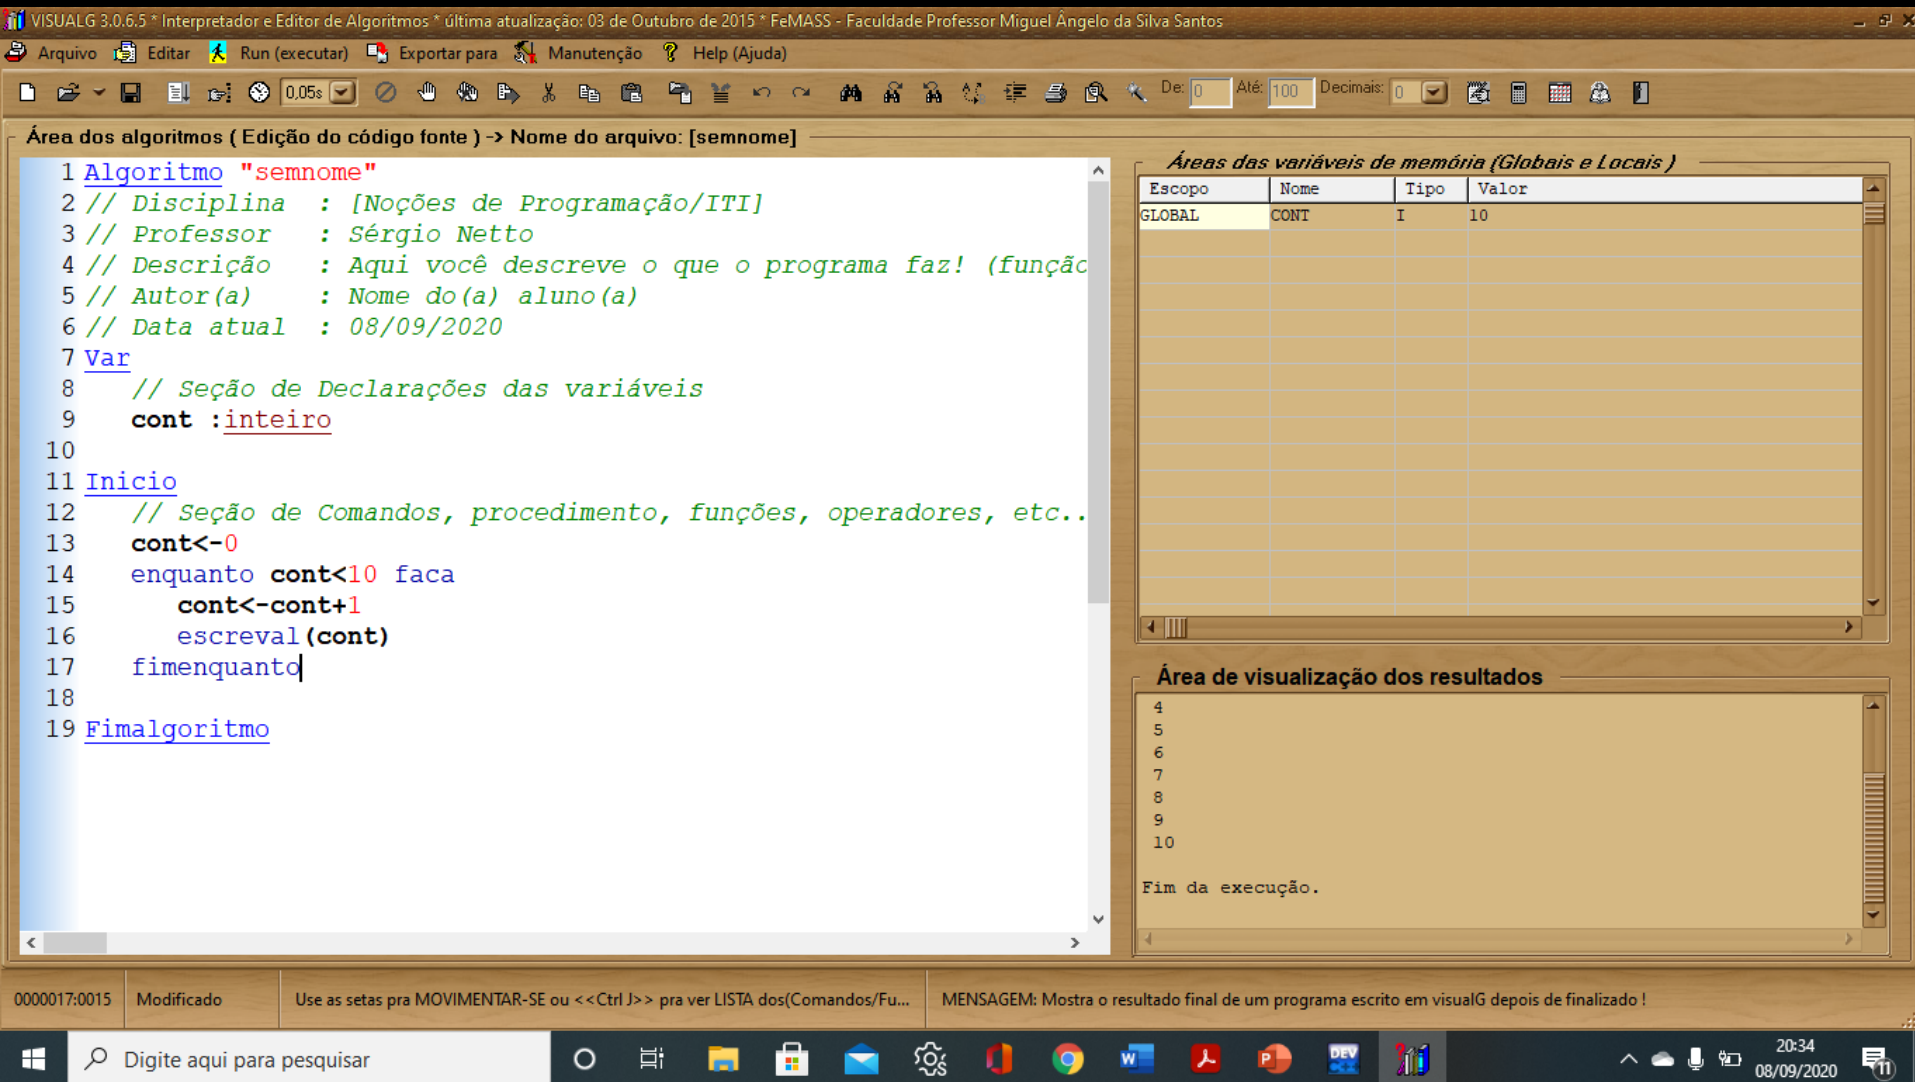 VISUALG 3.0.6.5 * Interpretador e Editor de Algoritmos * última atualização: 03 de Outubro de 2015 * FeMASS - Faculdade Professor Miguel Ângelo da Silva Santos
Arquivo Editar Run (executar) Exportar para Manutenção Help (Ajuda)
0,05s De: 0 Até: 100 Decimais: 0
Área dos algoritmos ( Edição do código fonte ) -> Nome do arquivo: [semnome]
1 Algoritmo "semnome"
2 // Disciplina : [Noções de Programação/ITI]
3 // Professor : Sérgio Netto
4 // Descrição : Aqui você descreve o que o programa faz! (função
5 // Autor(a) : Nome do(a) aluno(a)
6 // Data atual : 08/09/2020
7 Var
8 // Seção de Declarações das variáveis
9 cont :inteiro
10
11 Inicio
12 // Seção de Comandos, procedimento, funções, operadores, etc..
13 cont<-0
14 enquanto cont<10 faca
15 cont<-cont+1
16 escreval(cont)
17 fimenquanto
18
19 Fimalgoritmo
Áreas das variáveis de memória (Globais e Locais )
Escopo Nome Tipo Valor
GLOBAL CONT I 10
Área de visualização dos resultados
4
5
6
7
8
9
10
Fim da execução.
0000017:0015 Modificado Use as setas pra MOVIMENTAR-SE ou <<Ctrl J>> pra ver LISTA dos(Comandos/Fu... MENSAGEM: Mostra o resultado final de um programa escrito em visualG depois de finalizado !
Digite aqui para pesquisar
W P DEV C++
20:34
08/09/2020
11